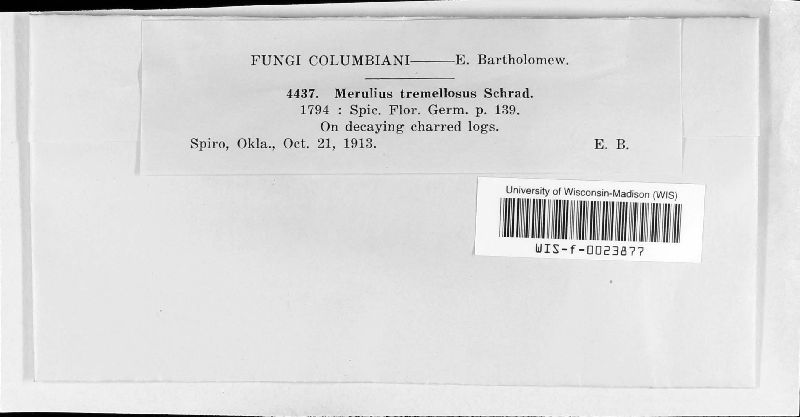 FUNGI COLUMBIANI——E. Bartholomew.
4437. Merulius tremellosus Schrad.
1794 : Spic. Flor. Germ. p. 139.
On decaying charred logs.
Spiro, Okla., Oct. 21, 1913. E. B.
University of Wisconsin-Madison (WIS)
WIS-f-0023877